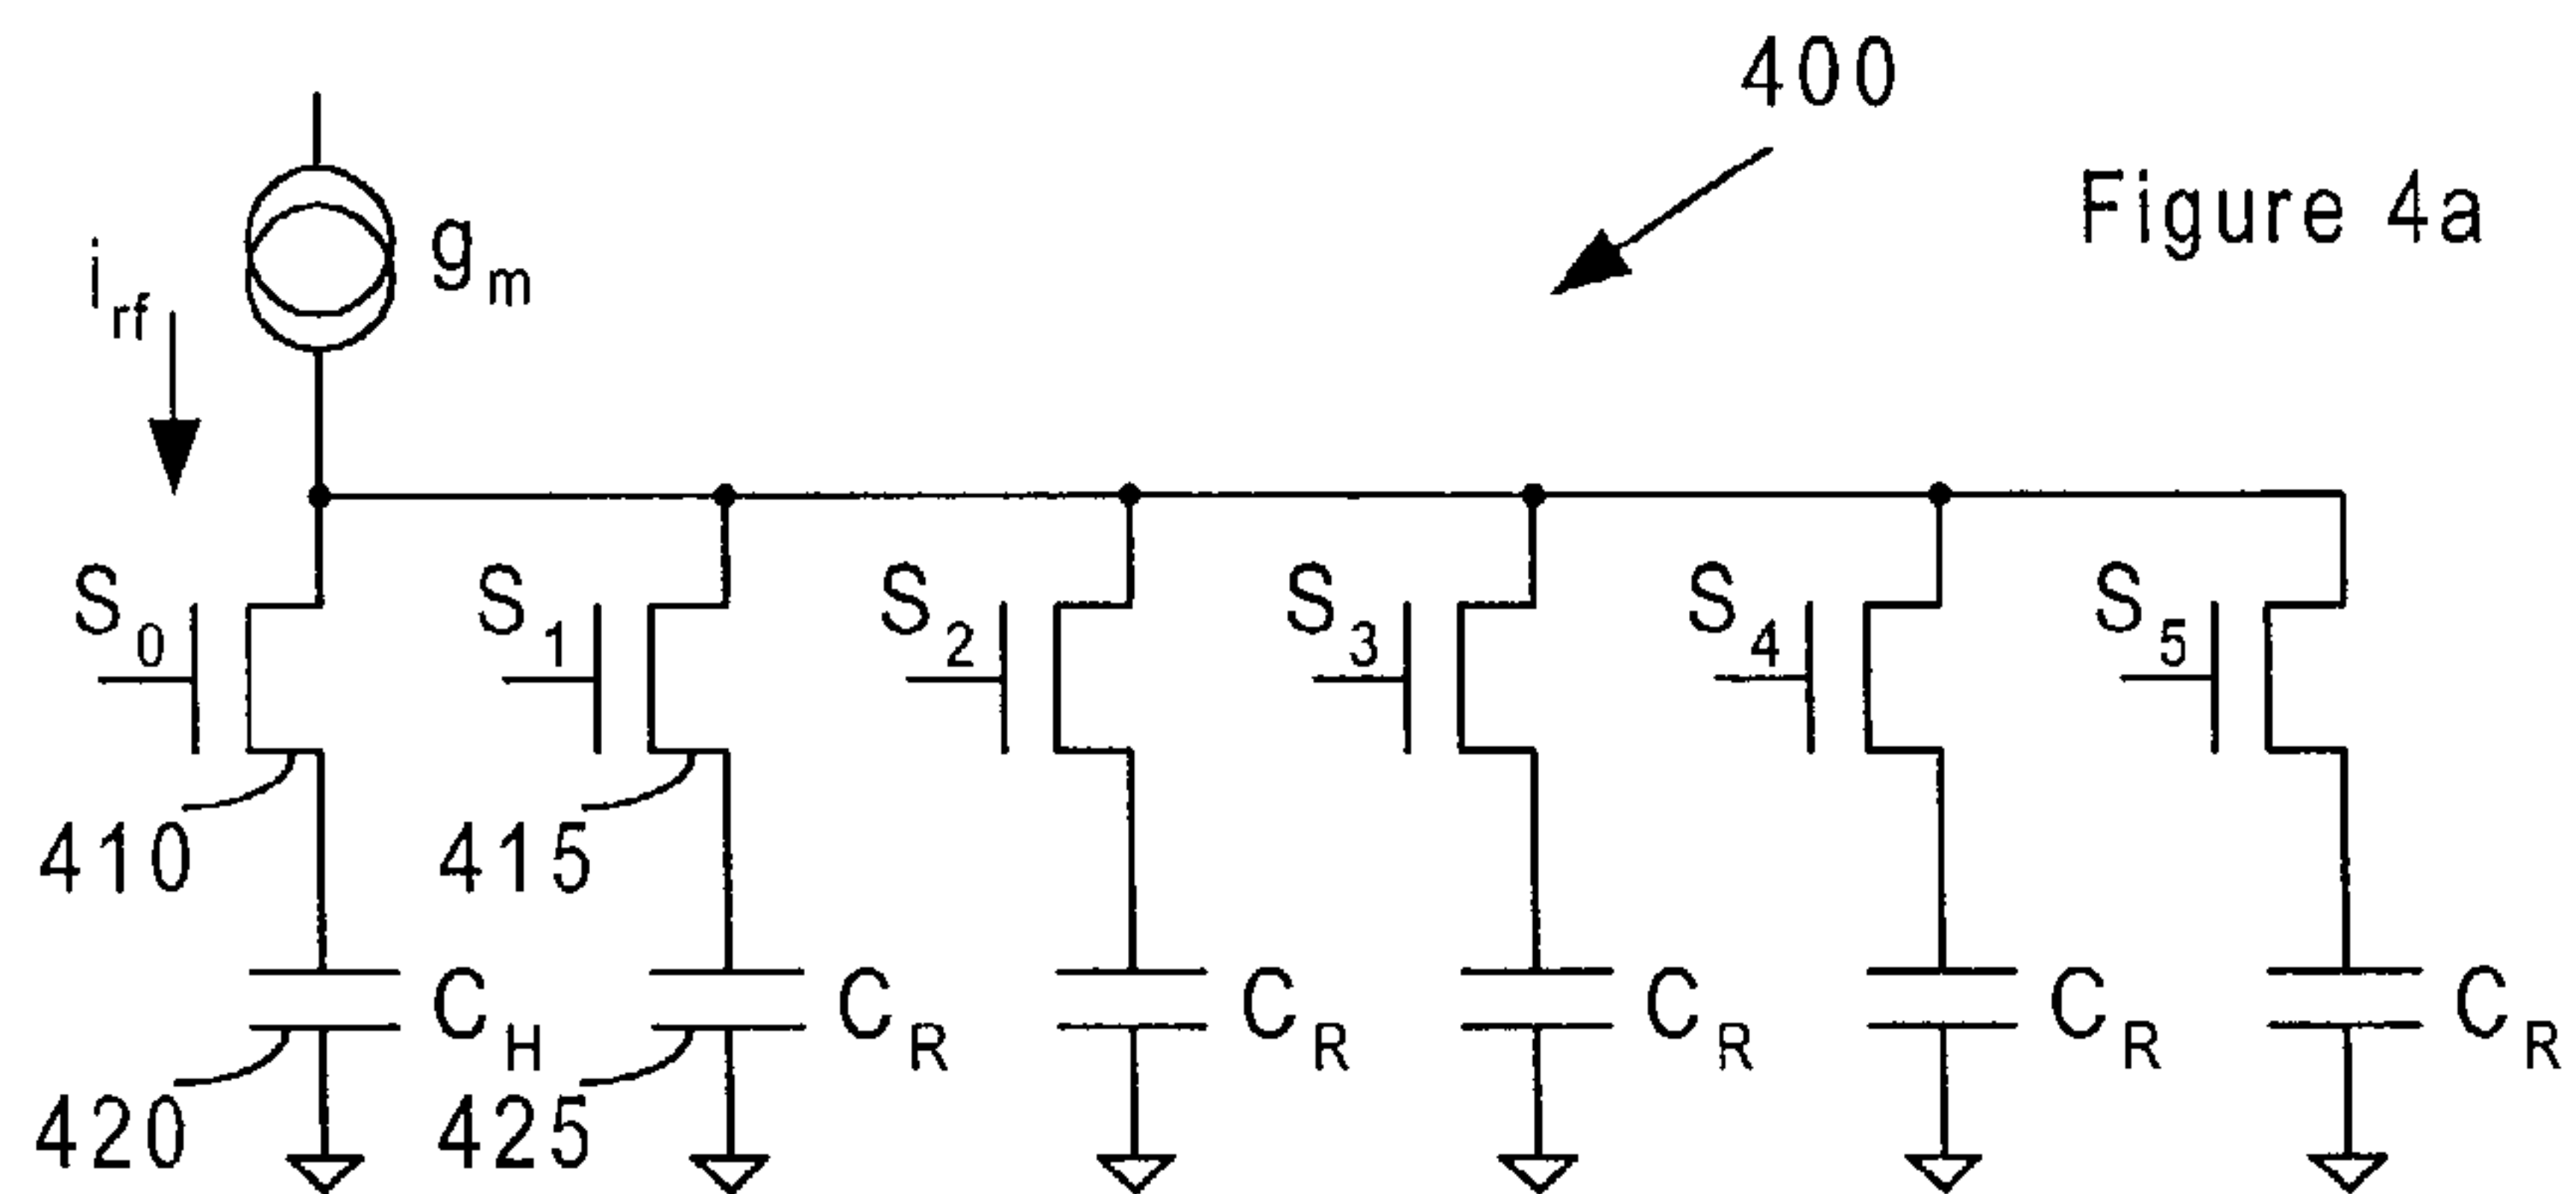 400
Figure 4a
i_rf
g_m
S_0 S_1 S_2 S_3 S_4 S_5
410 415
C_H C_R C_R C_R C_R C_R
420 425